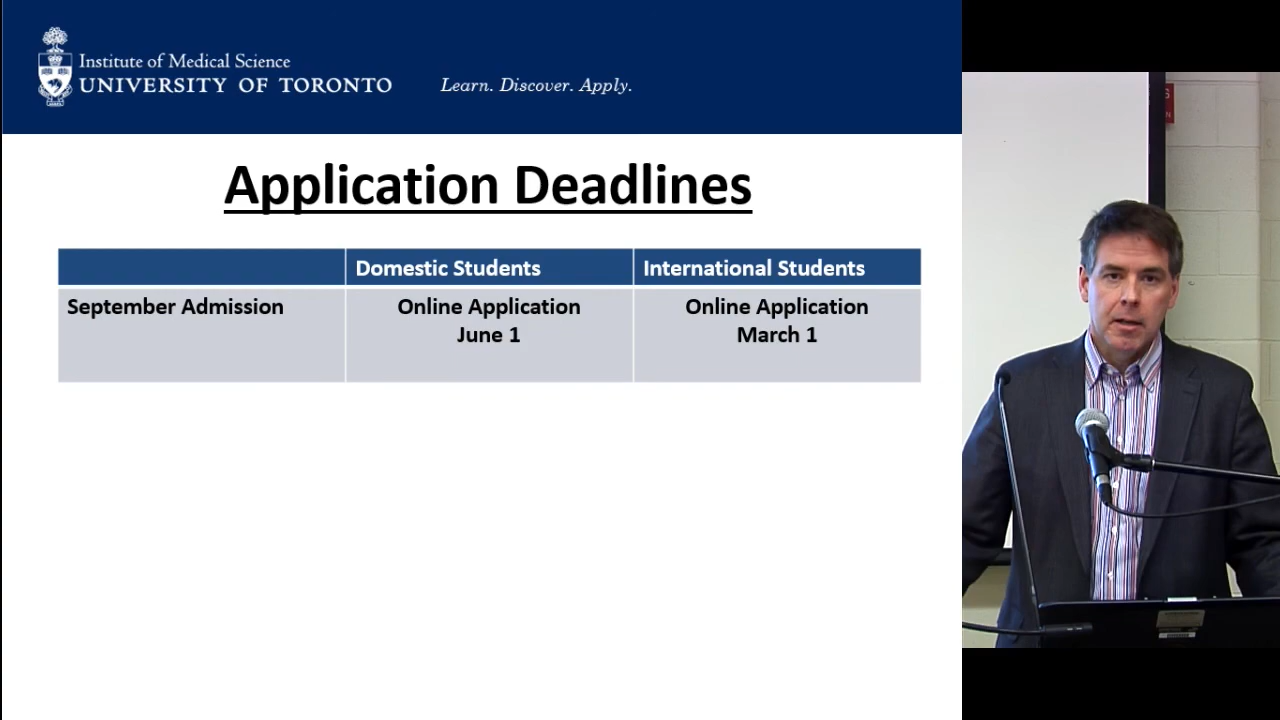 Institute of Medical Science
UNIVERSITY OF TORONTO
Learn. Discover. Apply.
Application Deadlines
Domestic Students
International Students
September Admission
Online Application
June 1
Online Application
March 1